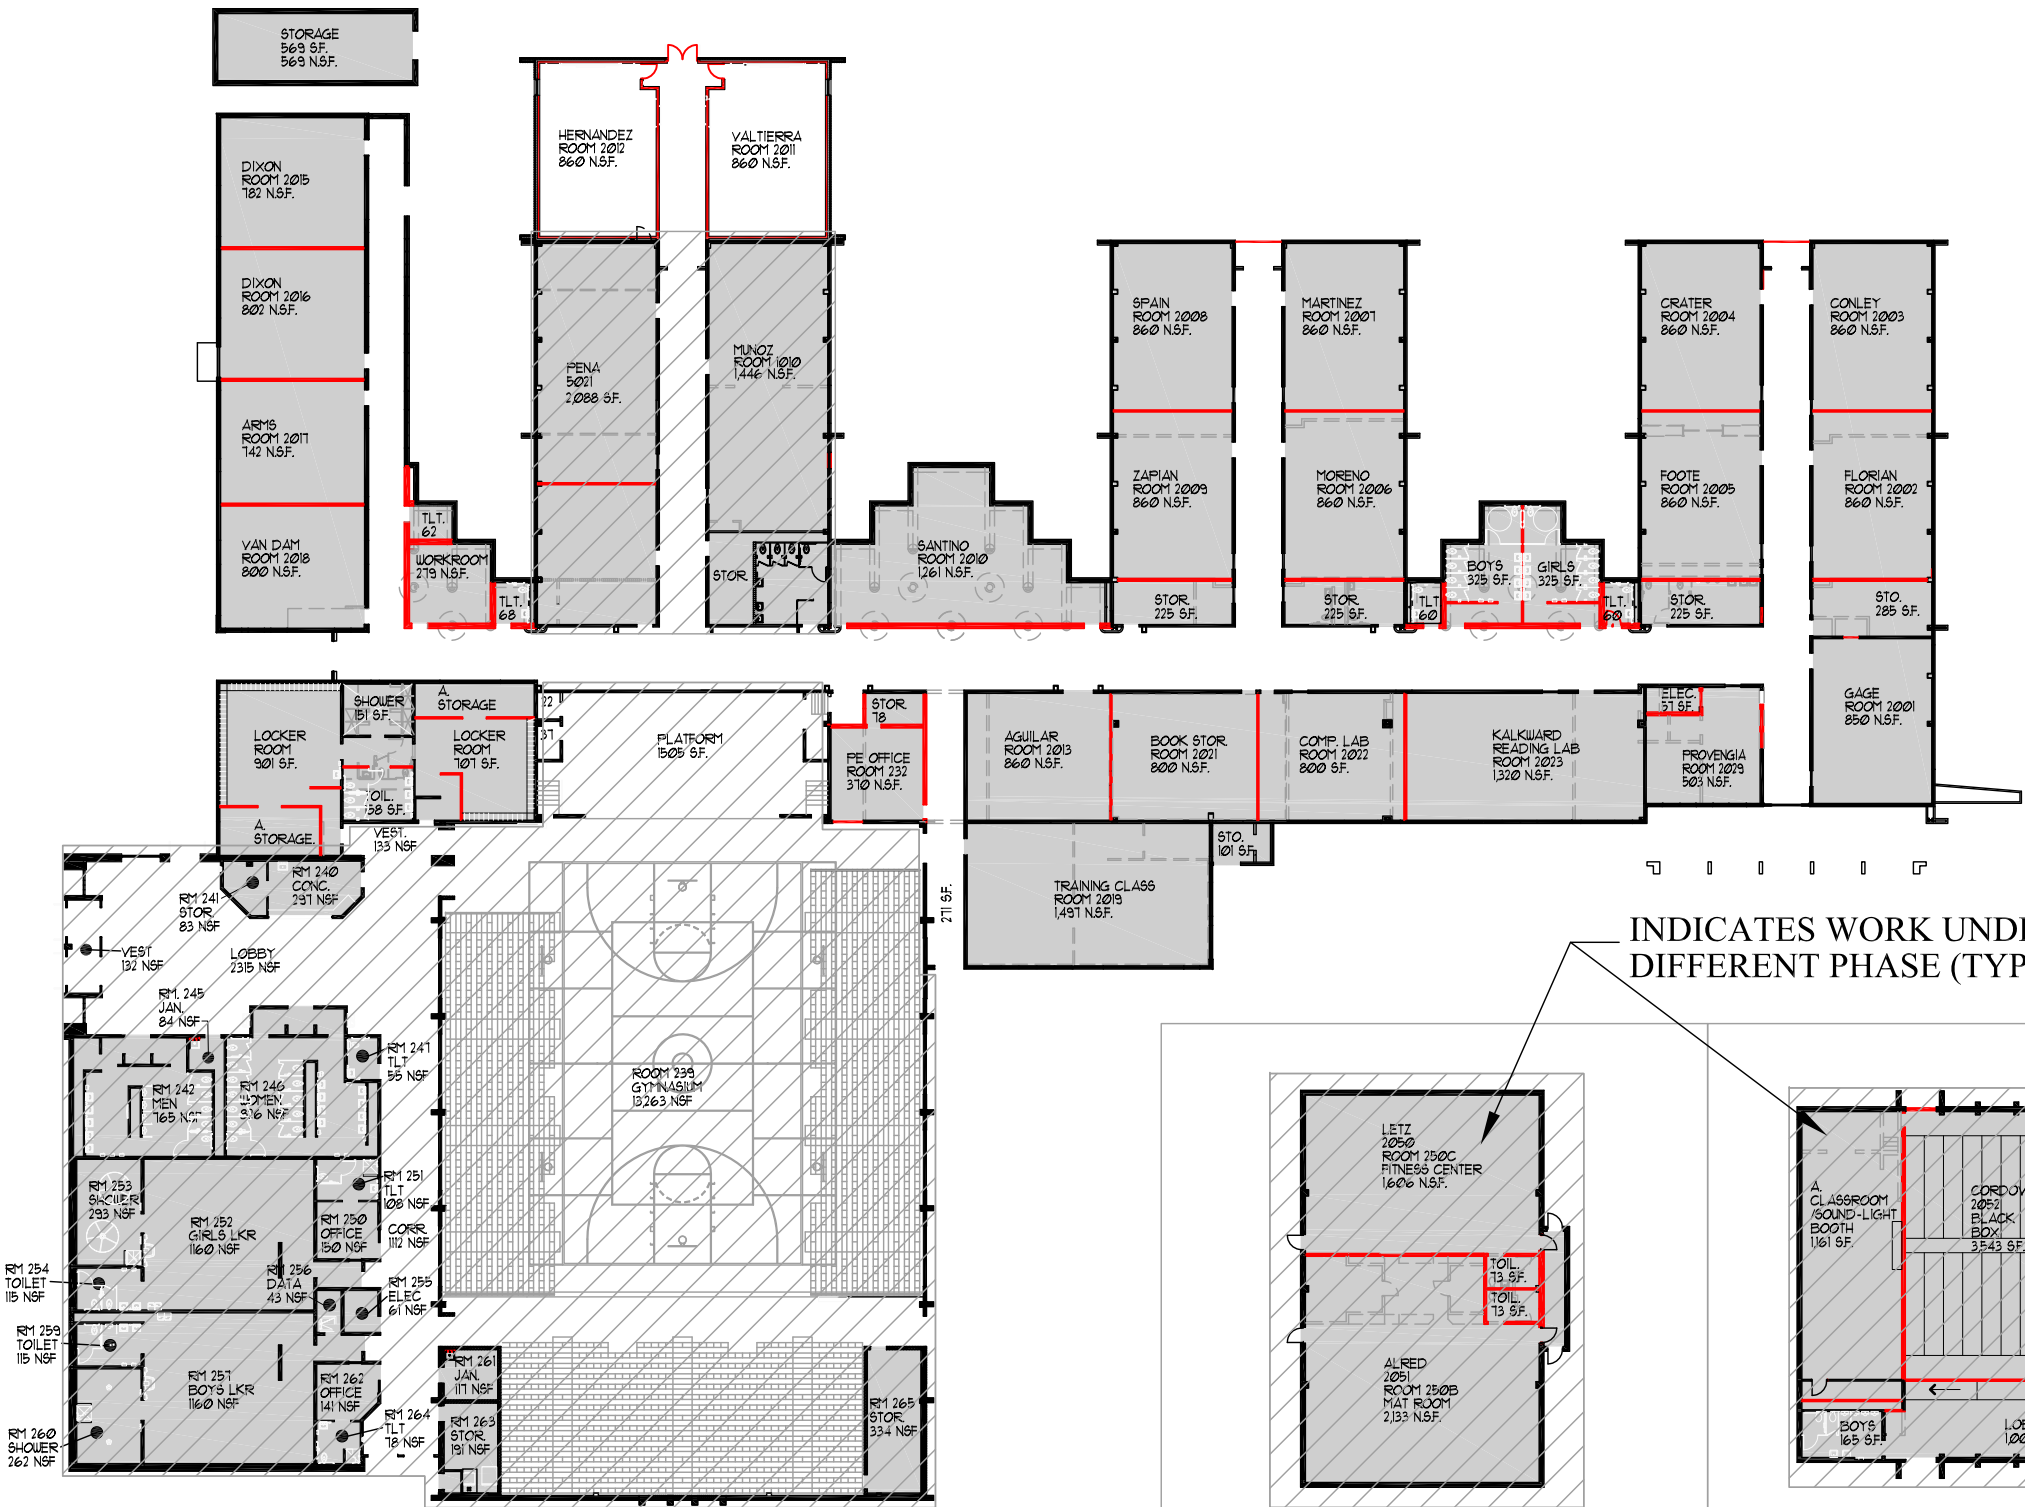 STORAGE
569 S.F.
569 N.S.F.
HERNANDEZ
ROOM 2012
860 N.S.F.
VALTIERRA
ROOM 2011
860 N.S.F.
DIXON
ROOM 2015
782 N.S.F.
DIXON
ROOM 2016
802 N.S.F.
ARMS
ROOM 2017
742 N.S.F.
VAN DAM
ROOM 2018
800 N.S.F.
PENA
5021
2,088 S.F.
MUNOZ
ROOM 1010
1,446 N.S.F.
SPAIN
ROOM 2008
860 N.S.F.
MARTINEZ
ROOM 2007
860 N.S.F.
CRATER
ROOM 2004
860 N.S.F.
CONLEY
ROOM 2003
860 N.S.F.
ZAPIAN
ROOM 2009
860 N.S.F.
MORENO
ROOM 2006
860 N.S.F.
FOOTE
ROOM 2005
860 N.S.F.
FLORIAN
ROOM 2002
860 N.S.F.
TLT.
62
WORKROOM
279 N.S.F.
TLT.
68
STOR.
SANTINO
ROOM 2010
1,261 N.S.F.
STOR.
225 S.F.
STOR.
225 S.F.
TLT
60
BOYS
325 S.F.
GIRLS
325 S.F.
TLT.
60
STOR.
225 S.F.
STO.
285 S.F.
LOCKER
ROOM
901 S.F.
SHOWER
151 S.F.
A.
STORAGE
LOCKER
ROOM
707 S.F.
TOIL.
158 S.F.
A.
STORAGE
VEST.
133 NSF
22
37
PLATFORM
1505 S.F.
STOR.
78
PE OFFICE
ROOM 232
370 N.S.F.
AGUILAR
ROOM 2013
860 N.S.F.
BOOK STOR.
ROOM 2021
800 N.S.F.
COMP. LAB
ROOM 2022
800 S.F.
KALKWARD
READING LAB
ROOM 2023
1,320 N.S.F.
ELEC.
57 S.F.
PROVENGIA
ROOM 2029
503 N.S.F.
GAGE
ROOM 2001
850 N.S.F.
STO.
101 S.F.
TRAINING CLASS
ROOM 2019
1,497 N.S.F.
271 S.F.
RM 240
CONC.
297 NSF
RM 241
STOR.
83 NSF
VEST
132 NSF
LOBBY
2315 NSF
RM. 245
JAN.
84 NSF
RM 247
TLT
55 NSF
RM 242
MEN
765 NSF
RM 246
WOMEN
876 NSF
ROOM 239
GYMNASIUM
13,263 NSF
RM 253
SHOWER
293 NSF
RM 252
GIRLS LKR
1160 NSF
RM 251
TLT
108 NSF
RM 250
OFFICE
150 NSF
CORR.
1112 NSF
RM 254
TOILET
115 NSF
RM 256
DATA
43 NSF
RM 255
ELEC
61 NSF
RM 259
TOILET
115 NSF
RM 257
BOYS LKR
1160 NSF
RM 262
OFFICE
141 NSF
RM 264
TLT
78 NSF
RM 260
SHOWER
262 NSF
RM 261
JAN.
117 NSF
RM 263
STOR.
191 NSF
RM 265
STOR.
334 NSF
INDICATES WORK UND
DIFFERENT PHASE (TYP
LETZ
2050
ROOM 250C
FITNESS CENTER
1,606 N.S.F.
TOIL.
73 S.F.
TOIL.
73 S.F.
ALRED
2051
ROOM 250B
MAT ROOM
2,133 N.S.F.
A.
CLASSROOM
/SOUND-LIGHT
BOOTH
1161 S.F.
CORDOV
2052
BLACK
BOX
3,543 S.F.
BOYS
165 S.F.
LOB
1,00